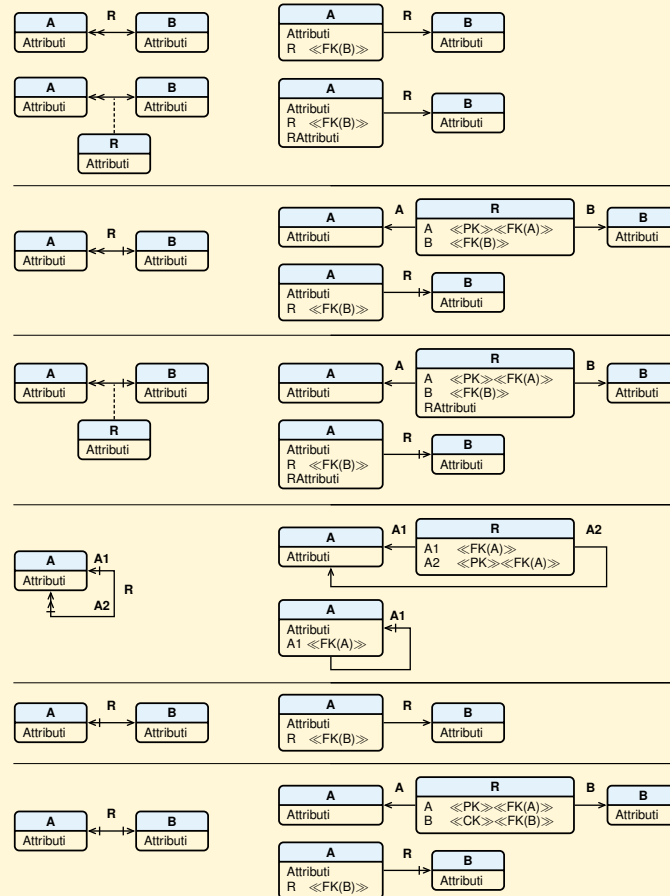 A
Attributi
R
B
Attributi
A
Attributi
R ≪FK(B)≫
R
B
Attributi
A
Attributi
B
Attributi
R
Attributi
A
Attributi
R ≪FK(B)≫
RAttributi
R
B
Attributi
A
Attributi
R
B
Attributi
A
Attributi
A
R
A ≪PK≫≪FK(A)≫
B ≪FK(B)≫
B
B
Attributi
A
Attributi
R ≪FK(B)≫
R
B
Attributi
A
Attributi
B
Attributi
R
Attributi
A
Attributi
A
R
A ≪PK≫≪FK(A)≫
B ≪FK(B)≫
RAttributi
B
B
Attributi
A
Attributi
R ≪FK(B)≫
RAttributi
R
B
Attributi
A
Attributi
A1
R
A2
A
Attributi
A1
R
A1 ≪FK(A)≫
A2 ≪PK≫≪FK(A)≫
A2
A
Attributi
A1 ≪FK(A)≫
A1
A
Attributi
R
B
Attributi
A
Attributi
R ≪FK(B)≫
R
B
Attributi
A
Attributi
R
B
Attributi
A
Attributi
A
R
A ≪PK≫≪FK(A)≫
B ≪CK≫≪FK(B)≫
B
B
Attributi
A
Attributi
R ≪FK(B)≫
R
B
Attributi